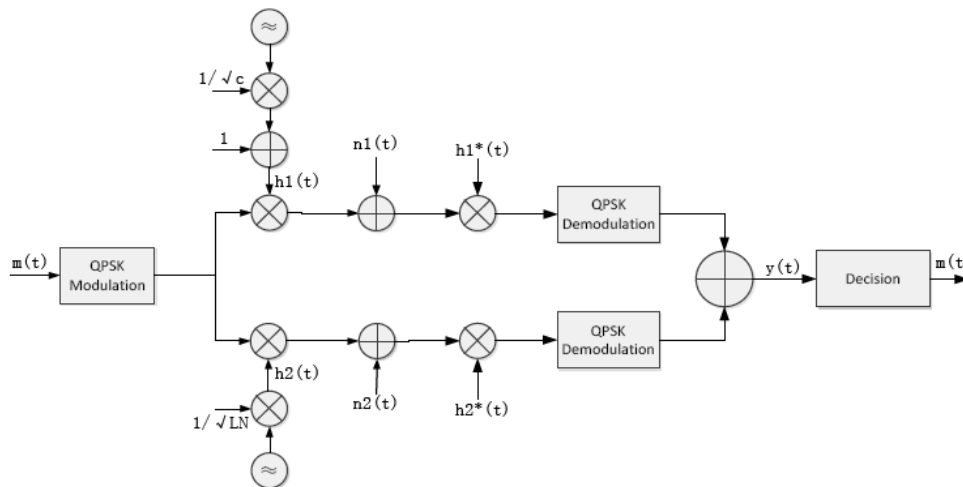 1/√c
1
h1(t)
n1(t)
h1*(t)
QPSK
Demodulation
m(t)
QPSK
Modulation
y(t)
Decision
m(t
QPSK
Demodulation
h2(t)
n2(t)
h2*(t)
1/√LN